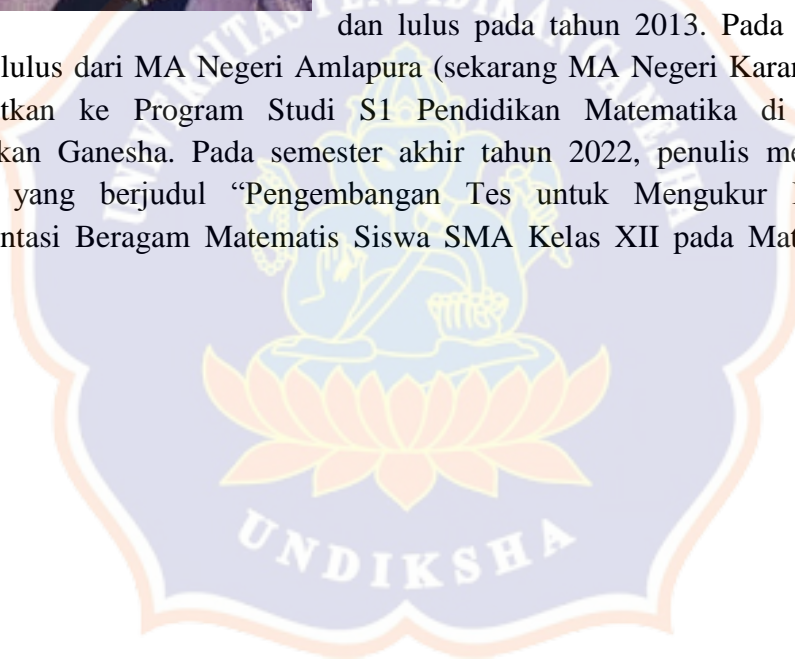 dan lulus pada tahun 2013. Pada
lulus dari MA Negeri Amlapura (sekarang MA Negeri Karan
tkan ke Program Studi S1 Pendidikan Matematika di
kan Ganesha. Pada semester akhir tahun 2022, penulis me
yang berjudul “Pengembangan Tes untuk Mengukur
ntasi Beragam Matematis Siswa SMA Kelas XII pada Mat
UNDIKSHA